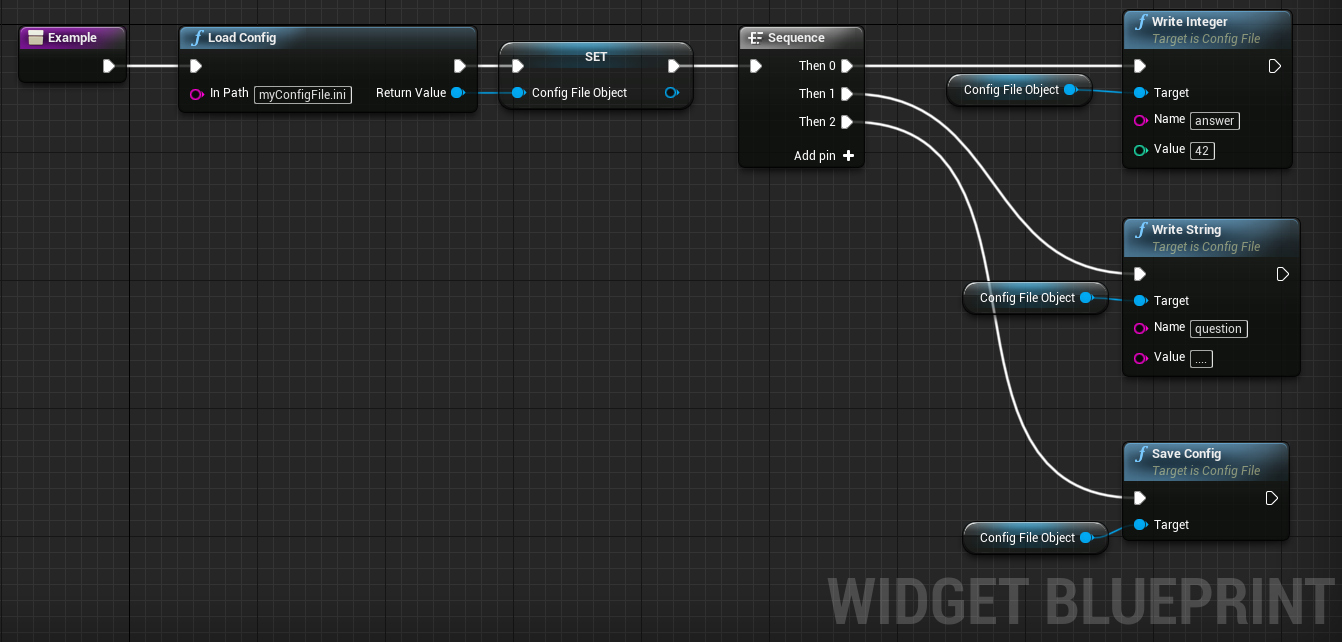 Example
Load Config
In Path myConfigFile.ini Return Value
SET
Config File Object
Sequence
Then 0
Then 1
Then 2
Add pin
Config File Object
Write Integer
Target is Config File
Target
Name answer
Value 42
Config File Object
Write String
Target is Config File
Target
Name question
Value ....
Config File Object
Save Config
Target is Config File
Target
WIDGET BLUEPRINT